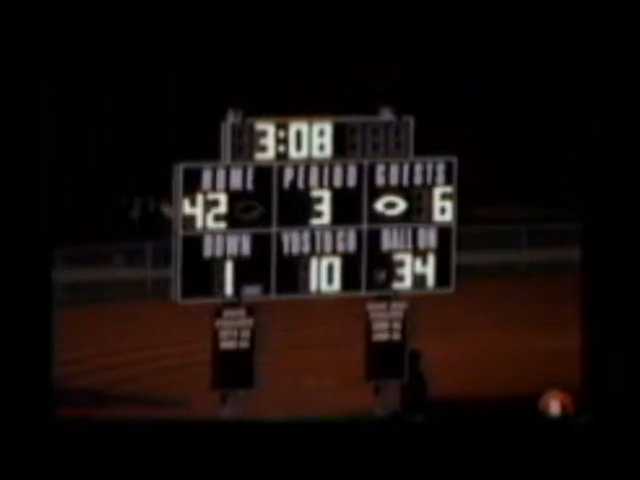 3:08
HOME PERIOD GUESTS
42 3 6
DOWN YDS TO GO BALL ON
1 10 34